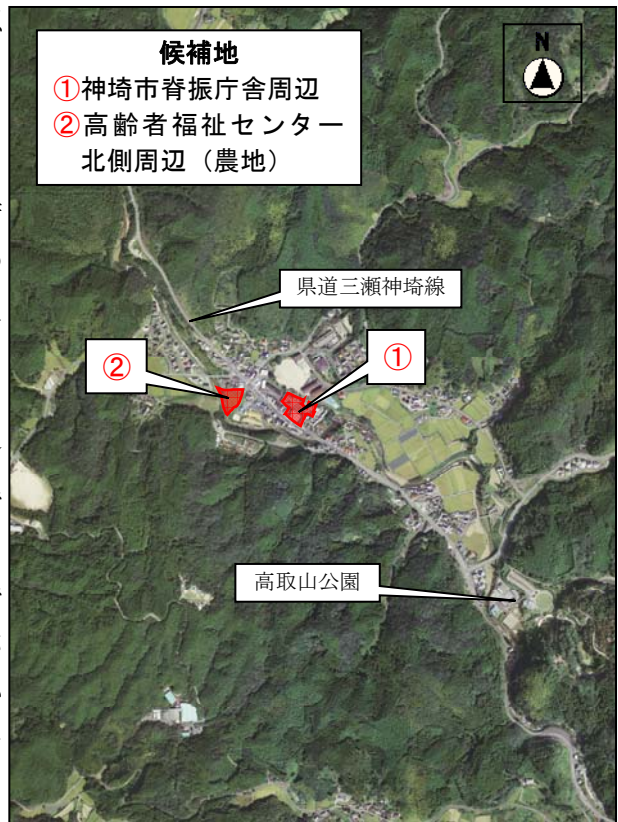 候補地
①神埼市脊振庁舎周辺
②高齢者福祉センター
北側周辺（農地）
N
県道三瀬神埼線
②
①
高取山公園